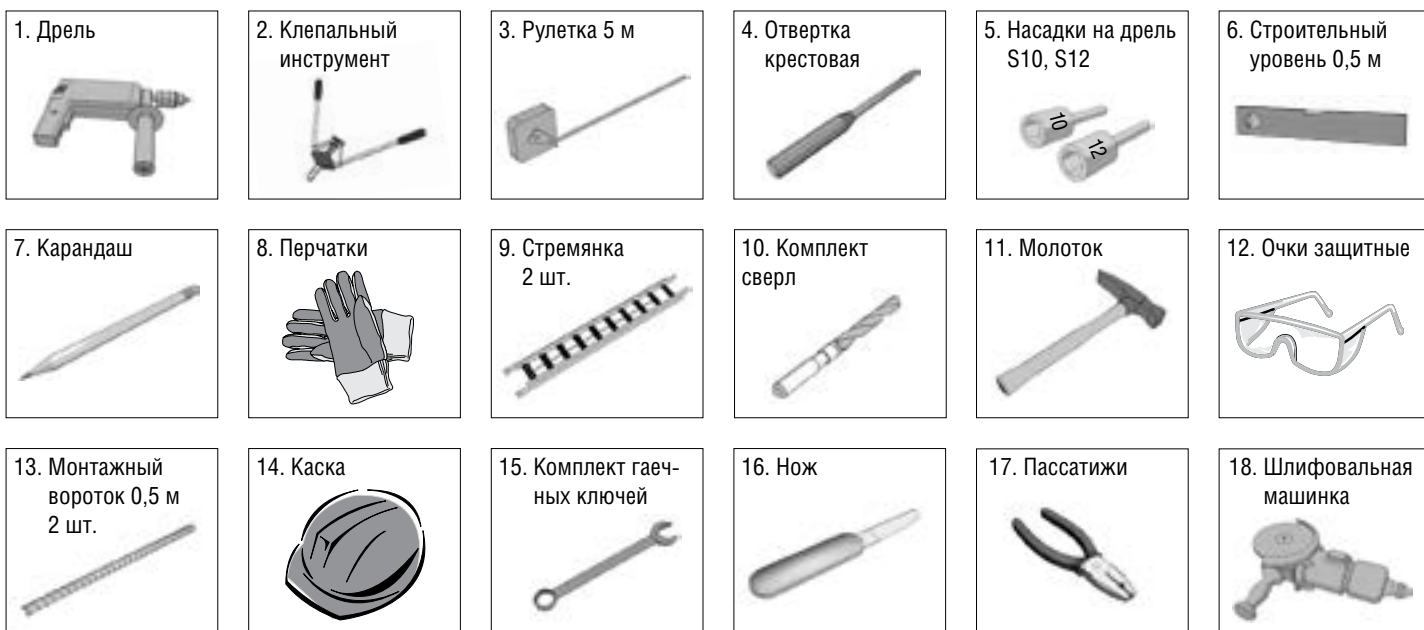 1. Дрель
2. Клепальный
инструмент
3. Рулетка 5 м
4. Отвертка
крестовая
5. Насадки на дрель
S10, S12
10
12
6. Строительный
уровень 0,5 м
7. Карандаш
8. Перчатки
9. Стремянка
2 шт.
10. Комплект
сверл
11. Молоток
12. Очки защитные
13. Монтажный
вороток 0,5 м
2 шт.
14. Каска
15. Комплект гаеч-
ных ключей
16. Нож
17. Пассатижи
18. Шлифовальная
машинка